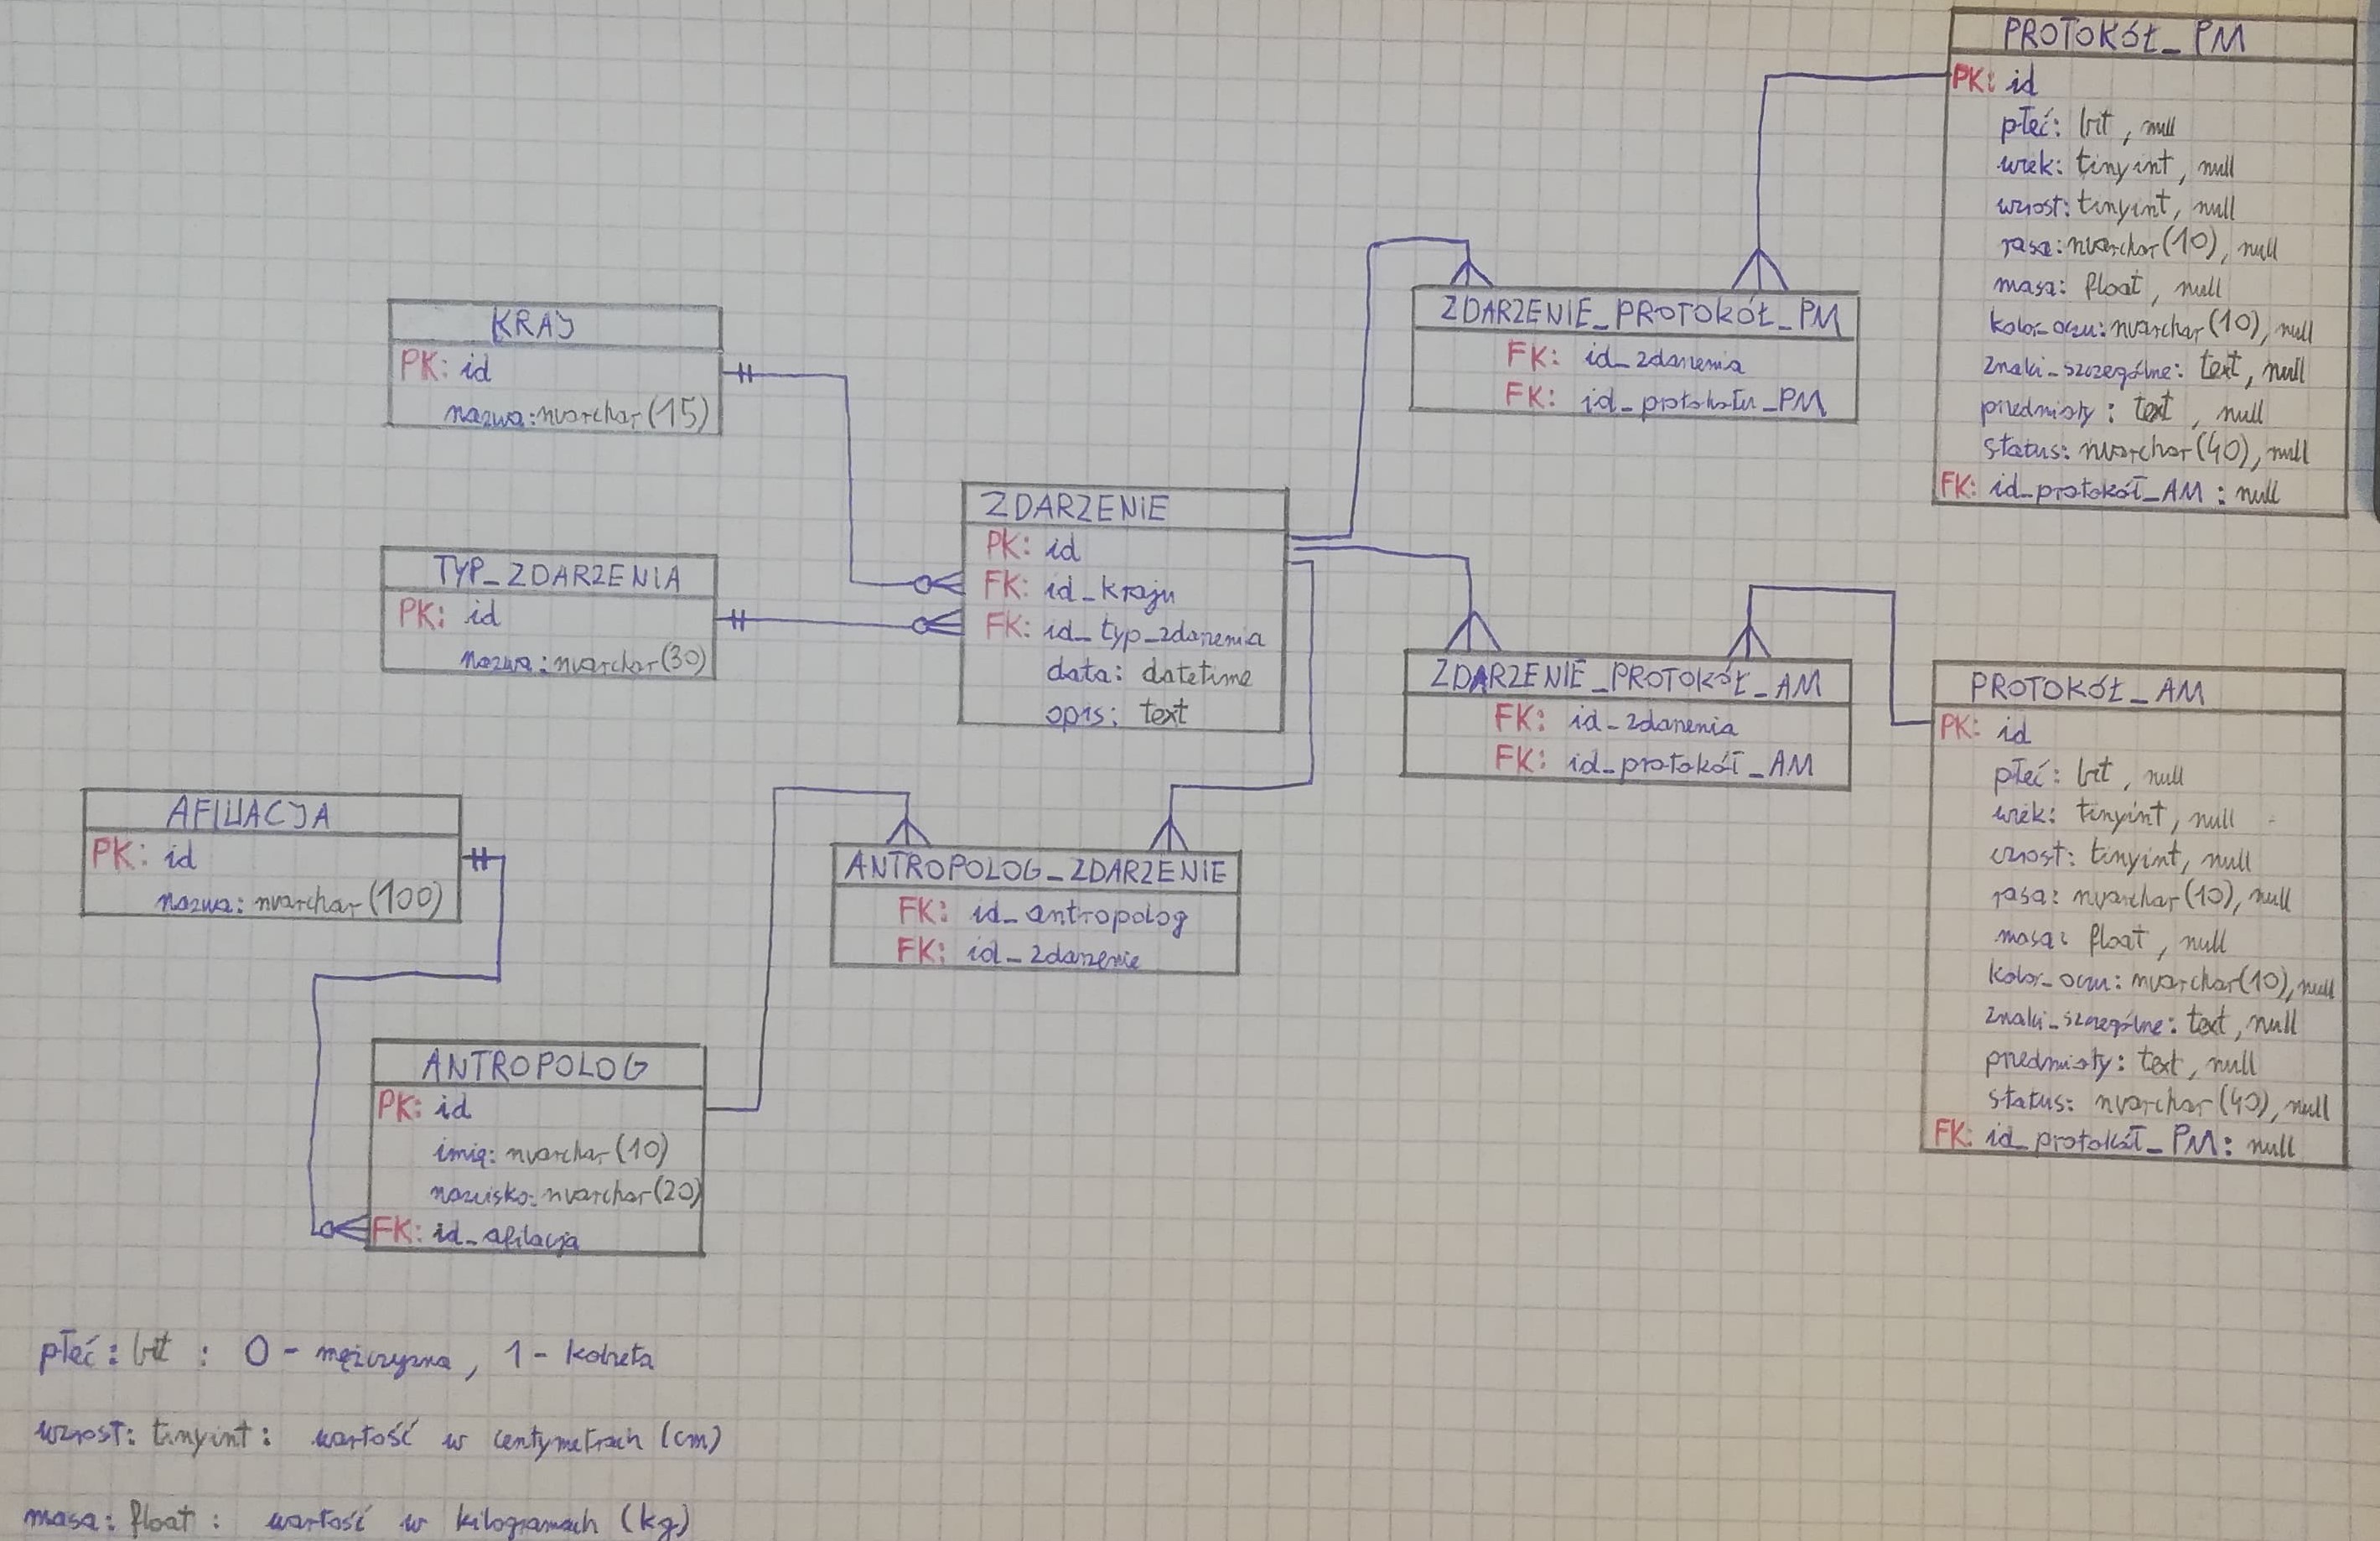 PROTOKÓŁ_PM
PK: id
płeć: bit, null
wiek: tinyint, null
wzrost: tinyint, null
rasa: nvarchar(10), null
masa: float, null
kolor_oczu: nvarchar(10), null
znaki_szczególne: text, null
przedmioty: text, null
status: nvarchar(40), null
FK: id_protokół_AM: null
ZDARZENIE_PROTOKÓŁ_PM
FK: id_zdarzenia
FK: id_protokołu_PM
KRAJ
PK: id
nazwa: nvarchar(15)
ZDARZENIE
PK: id
FK: id_kraju
FK: id_typ_zdarzenia
data: datetime
opis: text
TYP_ZDARZENIA
PK: id
nazwa: nvarchar(30)
ZDARZENIE_PROTOKÓŁ_AM
FK: id_zdarzenia
FK: id_protokół_AM
PROTOKÓŁ_AM
PK: id
płeć: bit, null
wiek: tinyint, null
wzrost: tinyint, null
rasa: nvarchar(10), null
masa: float, null
kolor_oczu: nvarchar(10), null
znaki_szczególne: text, null
przedmioty: text, null
status: nvarchar(40), null
FK: id_protokół_PM: null
AFILIACJA
PK: id
nazwa: nvarchar(100)
ANTROPOLOG_ZDARZENIE
FK: id_antropolog
FK: id_zdarzenie
ANTROPOLOG
PK: id
imię: nvarchar(10)
nazwisko: nvarchar(20)
FK: id_afilacja
płeć: bit: 0 - mężczyzna, 1 - kobieta
wzrost: tinyint: wartość w centymetrach (cm)
masa: float: wartość w kilogramach (kg)